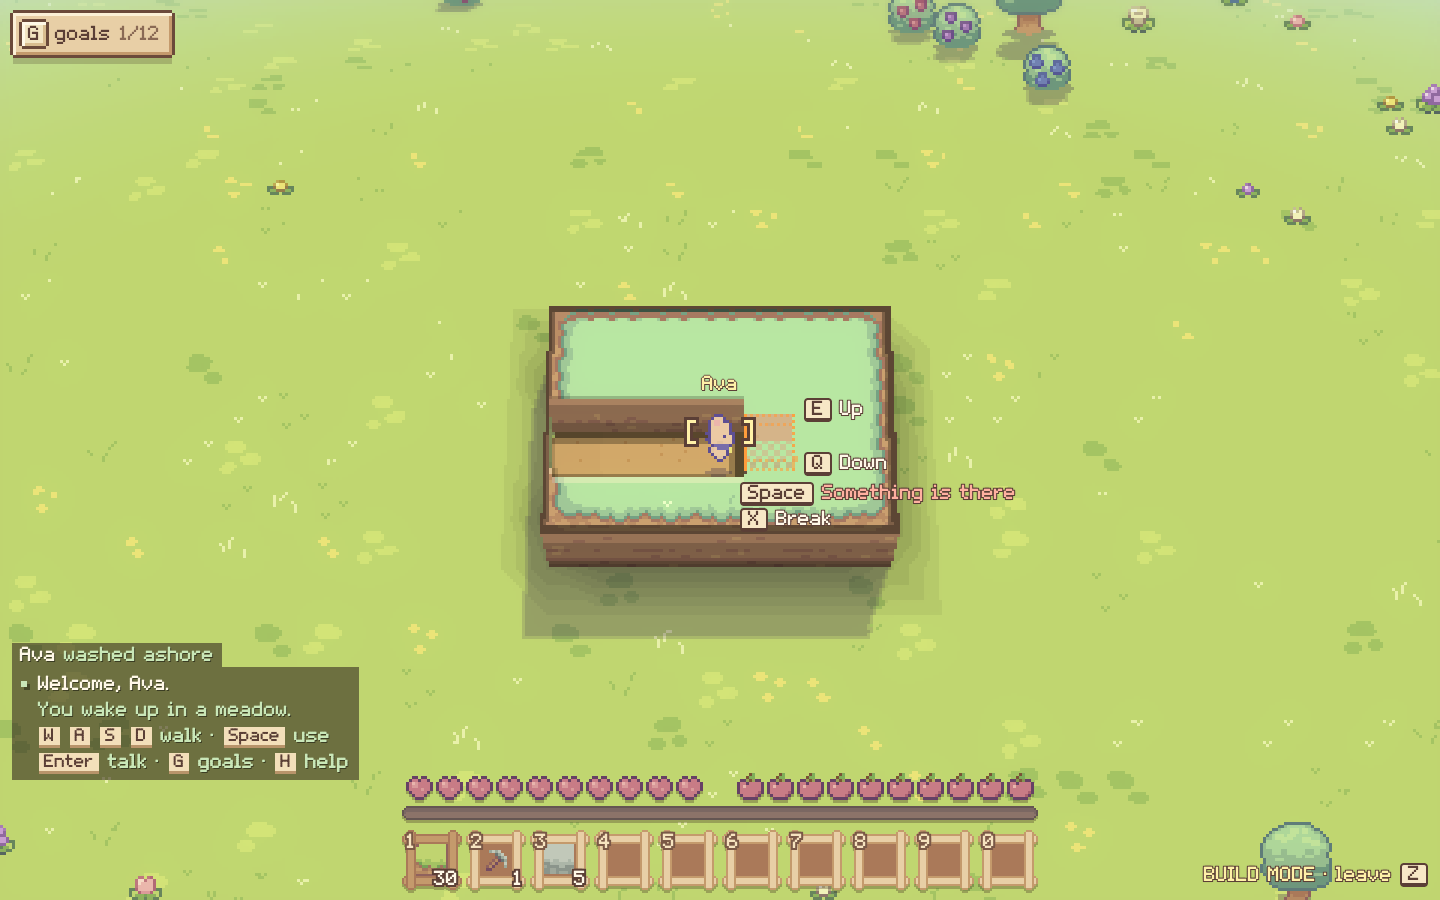 G goals 1/12
Ava
E Up
Q Down
Space Something is there
X Break
Ava washed ashore
Welcome, Ava.
You wake up in a meadow.
W A S D walk · Space use
Enter talk · G goals · H help
1 2 3 4 5 6 7 8 9 0
30 1 5
BUILD MODE · leave Z